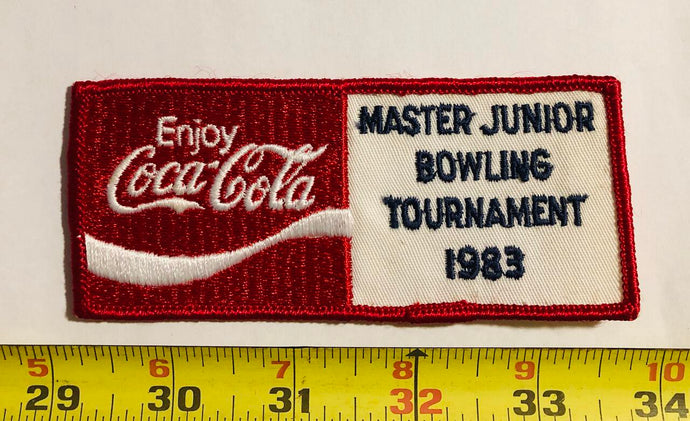 Enjoy
Coca-Cola
MASTER JUNIOR
BOWLING
TOURNAMENT
1983
5 6 7 8 9 10
29 30 31 32 33 34